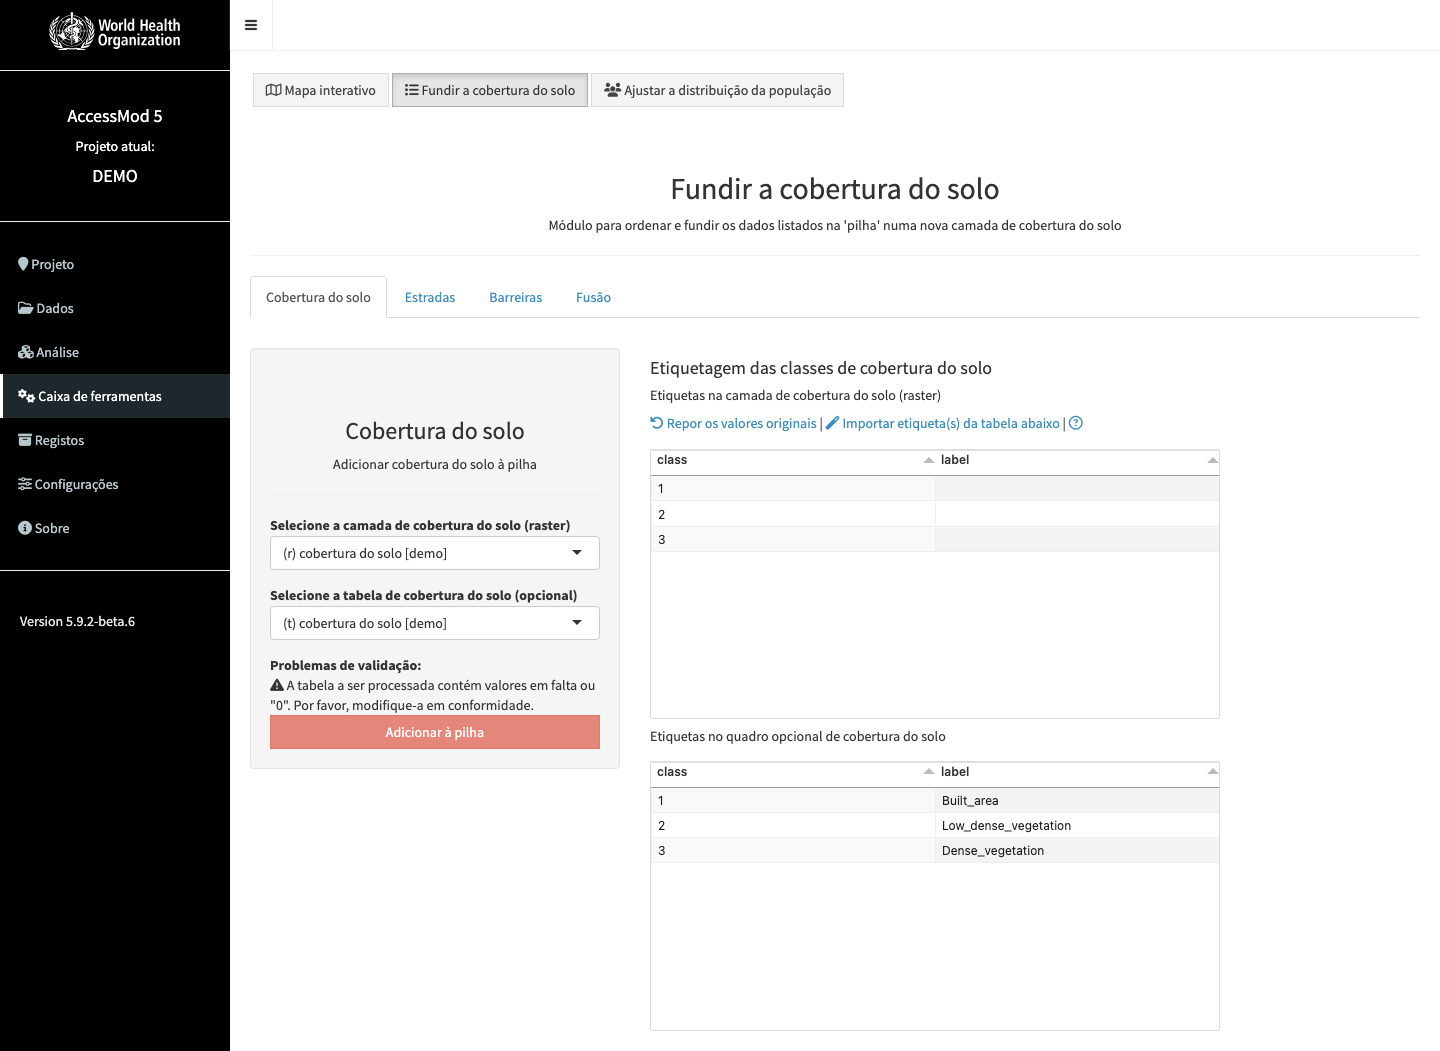 World Health
Organization
AccessMod 5
Projeto atual:
DEMO
Projeto
Dados
Análise
Caixa de ferramentas
Registos
Configurações
Sobre
Version 5.9.2-beta.6
Mapa interativo
Fundir a cobertura do solo
Ajustar a distribuição da população
Fundir a cobertura do solo
Módulo para ordenar e fundir os dados listados na 'pilha' numa nova camada de cobertura do solo
Cobertura do solo
Estradas
Barreiras
Fusão
Cobertura do solo
Adicionar cobertura do solo à pilha
Selecione a camada de cobertura do solo (raster)
(r) cobertura do solo [demo]
Selecione a tabela de cobertura do solo (opcional)
(t) cobertura do solo [demo]
Problemas de validação:
A tabela a ser processada contém valores em falta ou
"0". Por favor, modifique-a em conformidade.
Adicionar à pilha
Etiquetagem das classes de cobertura do solo
Etiquetas na camada de cobertura do solo (raster)
Repor os valores originais | Importar etiqueta(s) da tabela abaixo |
class label
1
2
3
Etiquetas no quadro opcional de cobertura do solo
class label
1 Built_area
2 Low_dense_vegetation
3 Dense_vegetation